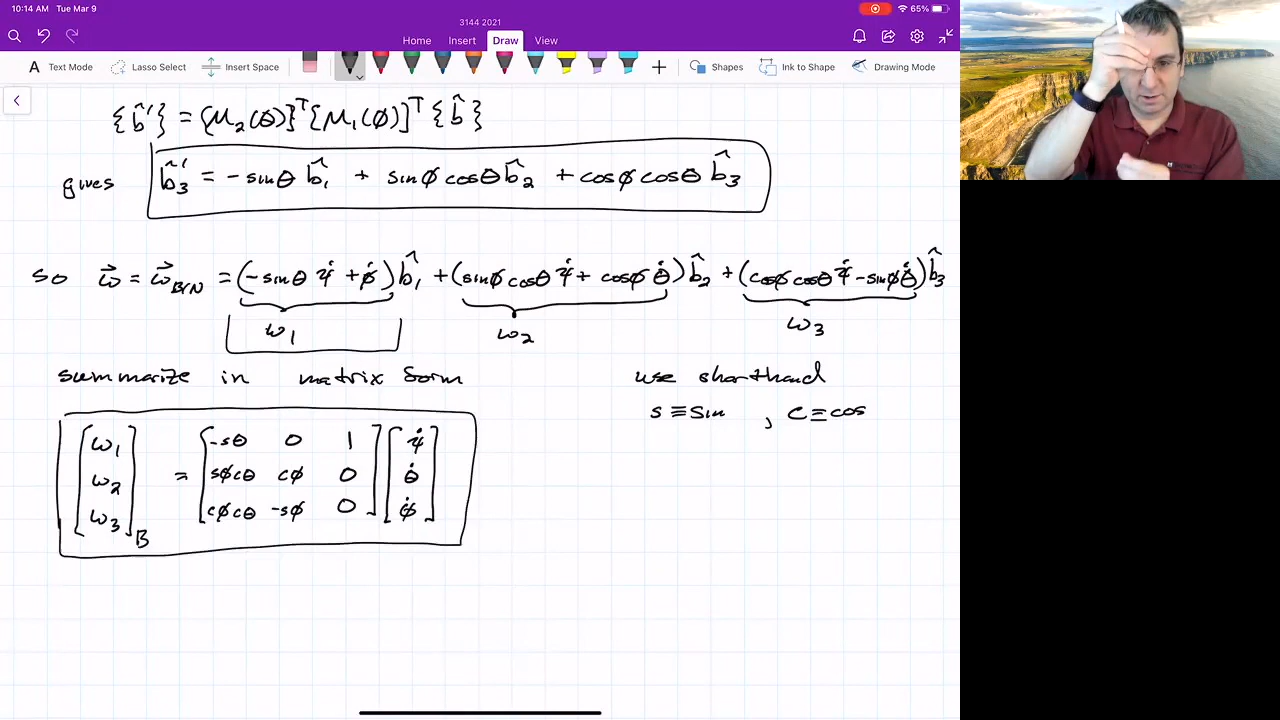 10:14 AM Tue Mar 9
65%
3144 2021
Home Insert Draw View
A Text Mode Lasso Select Insert Space Shapes Ink to Shape Drawing Mode
{b̂'} = [M₂(θ)]ᵀ [M₁(φ)]ᵀ {b̂}
gives b̂₃' = -sinθ b̂₁ + sinφ cosθ b̂₂ + cosφ cosθ b̂₃
so ω⃗ = ω⃗B/N = (-sinθ ψ̇ + φ̇) b̂₁ + (sinφ cosθ ψ̇ + cosφ θ̇) b̂₂ + (cosφ cosθ ψ̇ - sinφ θ̇) b̂₃
ω₁ ω₂ ω₃
summarize in matrix form
use shorthand
s ≡ sin , c ≡ cos
[ω₁] [-sθ 0 1] [ψ̇]
[ω₂] = [sφcθ cφ 0] [θ̇]
[ω₃]B [cφcθ -sφ 0] [φ̇]